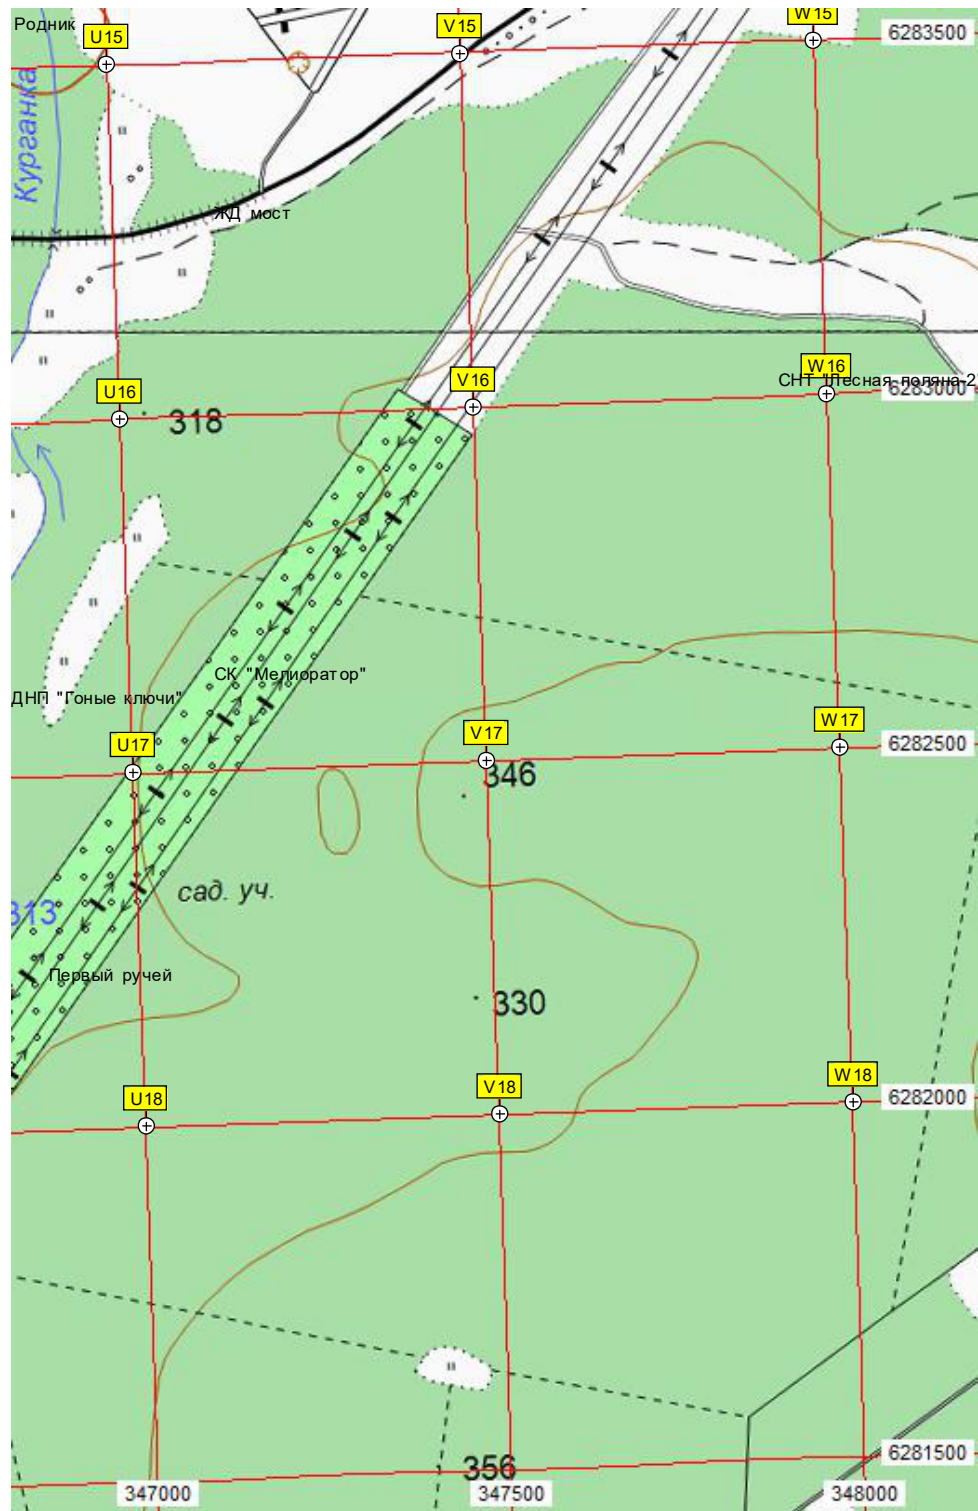 Родник
U15
V15
W15
6283500
Курганка
ЖД мост
U16
V16
W16
СНТ "Лесная поляна-2
6283000
318
СК "Мелиоратор"
ДНП "Гоные ключи"
U17
V17
W17
6282500
346
сад. уч.
313
Первый ручей
330
U18
V18
W18
6282000
6281500
356
347000
347500
348000